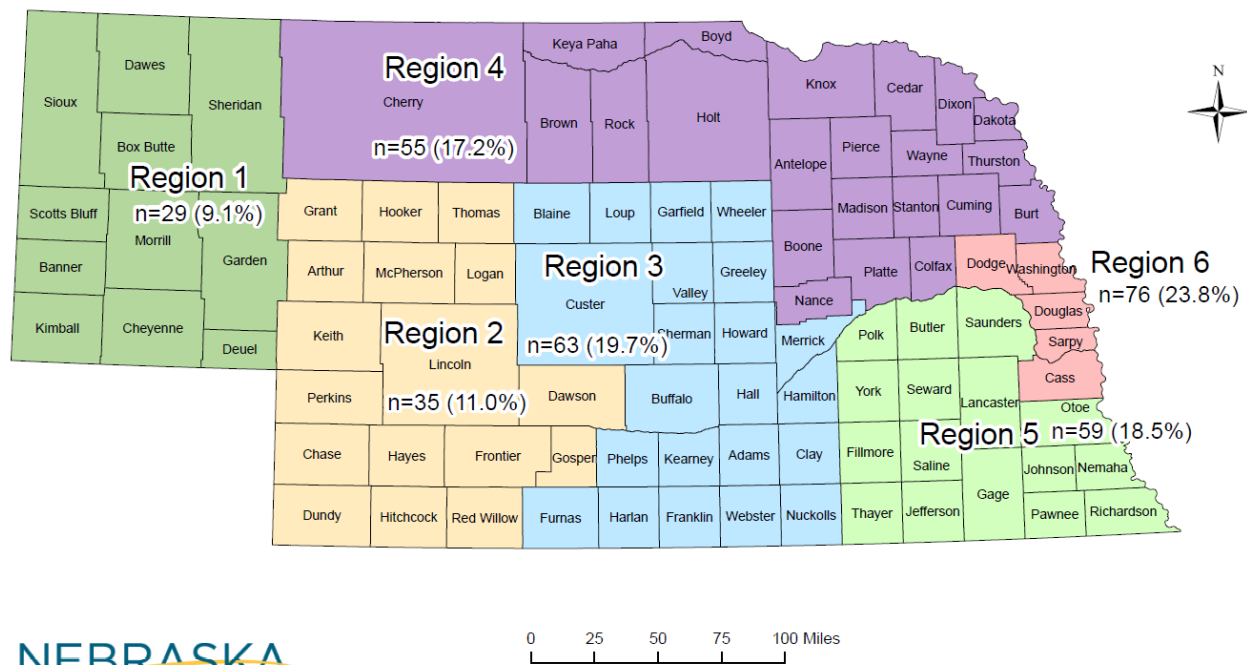 Keya Paha
Boyd
Region 4
Dawes
Knox
Cedar
Sioux
Sheridan
Cherry
Dixon
N
Brown
Rock
Holt
Dakota
Box Butte
n=55 (17.2%)
Antelope
Pierce
Wayne
Thurston
Region 1
Scotts Bluff
n=29 (9.1%)
Grant
Hooker
Thomas
Blaine
Loup
Garfield
Wheeler
Madison
Stanton
Cuming
Burt
Morrill
Boone
Banner
Garden
Arthur
McPherson
Logan
Region 3
Greeley
Platte
Colfax
Dodge
Washington
Region 6
n=76 (23.8%)
Custer
Valley
Nance
Kimball
Cheyenne
Keith
Region 2
Sherman
Howard
Merrick
Polk
Butler
Saunders
Douglas
Sarpy
Deuel
Lincoln
n=63 (19.7%)
Perkins
n=35 (11.0%)
Dawson
Buffalo
Hall
Hamilton
York
Seward
Lancaster
Cass
Otoe
Region 5
n=59 (18.5%)
Chase
Hayes
Frontier
Gosper
Phelps
Kearney
Adams
Clay
Fillmore
Saline
Johnson
Nemaha
Dundy
Hitchcock
Red Willow
Furnas
Harlan
Franklin
Webster
Nuckolls
Thayer
Jefferson
Gage
Pawnee
Richardson
0 25 50 75 100 Miles
NEBRASKA